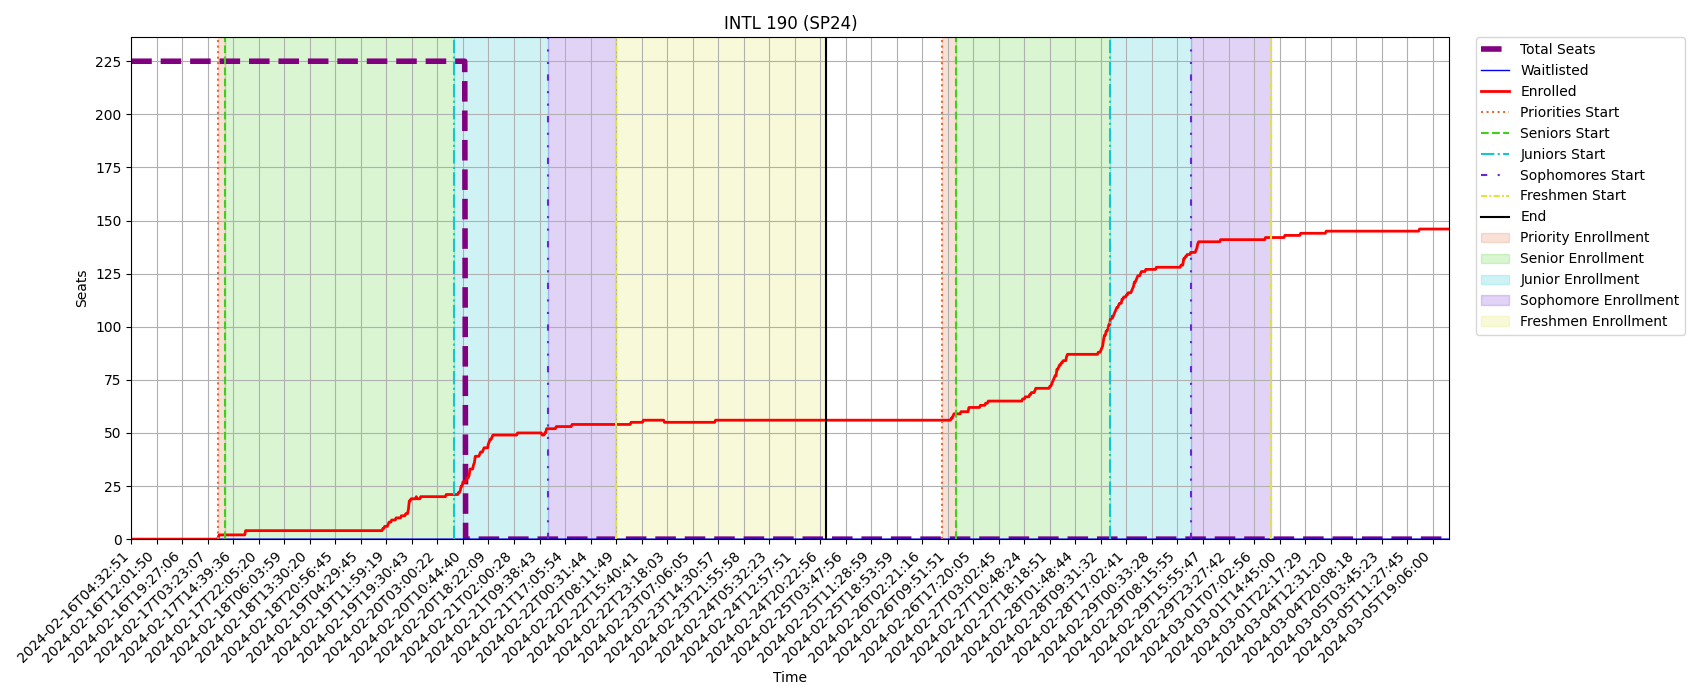 INTL 190 (SP24)
Seats
225
200
175
150
125
100
75
50
25
0
2024-02-16T04:32:51
2024-02-16T12:01:50
2024-02-16T19:27:06
2024-02-17T03:23:07
2024-02-17T14:39:36
2024-02-17T22:05:20
2024-02-18T06:03:59
2024-02-18T13:30:20
2024-02-18T20:56:45
2024-02-19T04:29:45
2024-02-19T11:59:19
2024-02-19T19:30:43
2024-02-20T03:00:22
2024-02-20T10:44:40
2024-02-20T18:22:09
2024-02-21T02:00:28
2024-02-21T09:38:43
2024-02-21T17:05:54
2024-02-22T00:31:44
2024-02-22T08:11:49
2024-02-22T15:40:41
2024-02-22T23:18:03
2024-02-23T07:06:05
2024-02-23T14:30:57
2024-02-23T21:55:58
2024-02-24T05:32:23
2024-02-24T12:57:51
2024-02-24T20:22:56
2024-02-25T03:47:56
2024-02-25T11:28:59
2024-02-25T18:53:59
2024-02-26T02:21:16
2024-02-26T09:51:51
2024-02-26T17:20:05
2024-02-27T03:02:45
2024-02-27T10:48:24
2024-02-27T18:18:51
2024-02-28T01:48:44
2024-02-28T09:31:32
2024-02-28T17:02:41
2024-02-29T00:33:28
2024-02-29T08:15:55
2024-02-29T15:55:47
2024-02-29T23:27:42
2024-03-01T07:02:56
2024-03-01T14:45:00
2024-03-01T22:17:29
2024-03-04T12:31:20
2024-03-04T20:08:18
2024-03-05T03:45:23
2024-03-05T11:27:45
2024-03-05T19:06:00
Time
Total Seats
Waitlisted
Enrolled
Priorities Start
Seniors Start
Juniors Start
Sophomores Start
Freshmen Start
End
Priority Enrollment
Senior Enrollment
Junior Enrollment
Sophomore Enrollment
Freshmen Enrollment